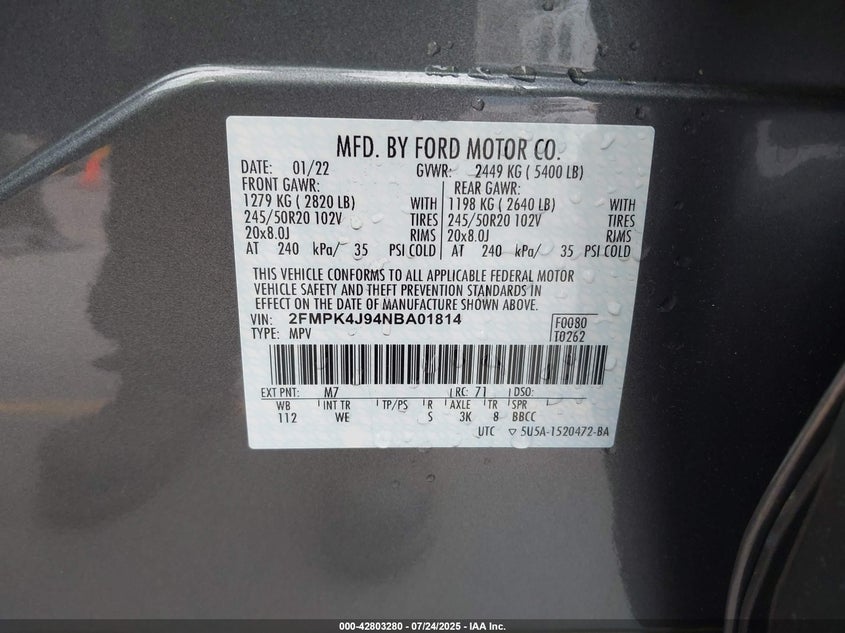 MFD. BY FORD MOTOR CO.
DATE: 01/22 GVWR: 2449 KG ( 5400 LB)
FRONT GAWR: REAR GAWR:
1279 KG ( 2820 LB) WITH 1198 KG ( 2640 LB) WITH
245/50R20 102V TIRES 245/50R20 102V TIRES
20x8.0J RIMS 20x8.0J RIMS
AT 240 kPa/ 35 PSI COLD AT 240 kPa/ 35 PSI COLD
THIS VEHICLE CONFORMS TO ALL APPLICABLE FEDERAL MOTOR
VEHICLE SAFETY AND THEFT PREVENTION STANDARDS IN
EFFECT ON THE DATE OF MANUFACTURE SHOWN ABOVE.
VIN: 2FMPK4J94NBA01814 F0080
TYPE: MPV T0262
EXT PNT: M7 RC: 71 DSO:
WB INT TR TP/PS R AXLE TR SPR
112 WE S 3K 8 BBCC
UTC ▽ 5U5A-1520472-BA
000-42803280 - 07/24/2025 - IAA Inc.